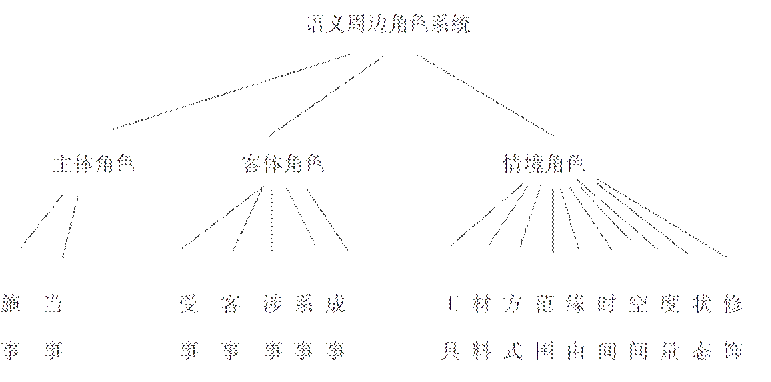 语义周边角色系统
主体角色 客体角色 情境角色
施 当 受 客 涉 系 成 工 材 方 范 缘 时 空 度 状 修
事 事 事 事 事 事 事 具 料 式 围 由 间 间 量 态 饰